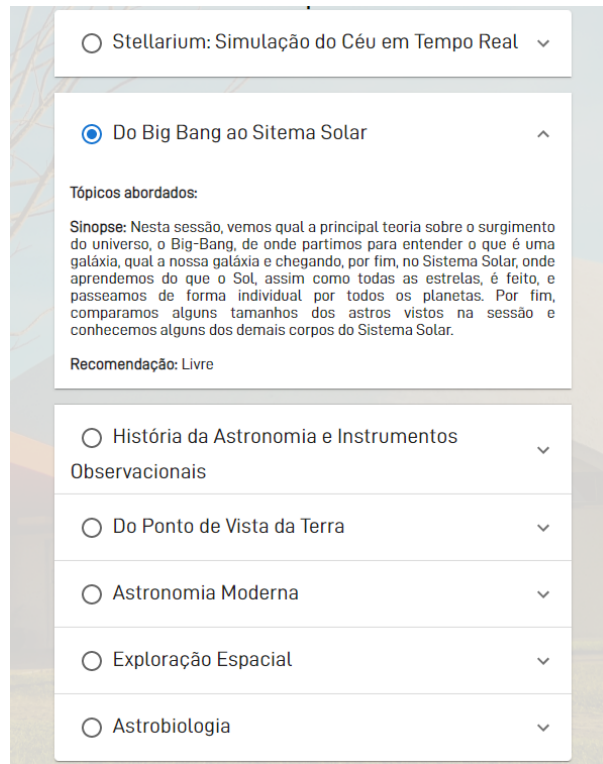 Stellarium: Simulação do Céu em Tempo Real
Do Big Bang ao Sitema Solar
Tópicos abordados:
Sinopse: Nesta sessão, vemos qual a principal teoria sobre o surgimento
do universo, o Big-Bang, de onde partimos para entender o que é uma
galáxia, qual a nossa galáxia e chegando, por fim, no Sistema Solar, onde
aprendemos do que o Sol, assim como todas as estrelas, é feito, e
passeamos de forma individual por todos os planetas. Por fim,
comparamos alguns tamanhos dos astros vistos na sessão e
conhecemos alguns dos demais corpos do Sistema Solar.
Recomendação: Livre
História da Astronomia e Instrumentos
Observacionais
Do Ponto de Vista da Terra
Astronomia Moderna
Exploração Espacial
Astrobiologia